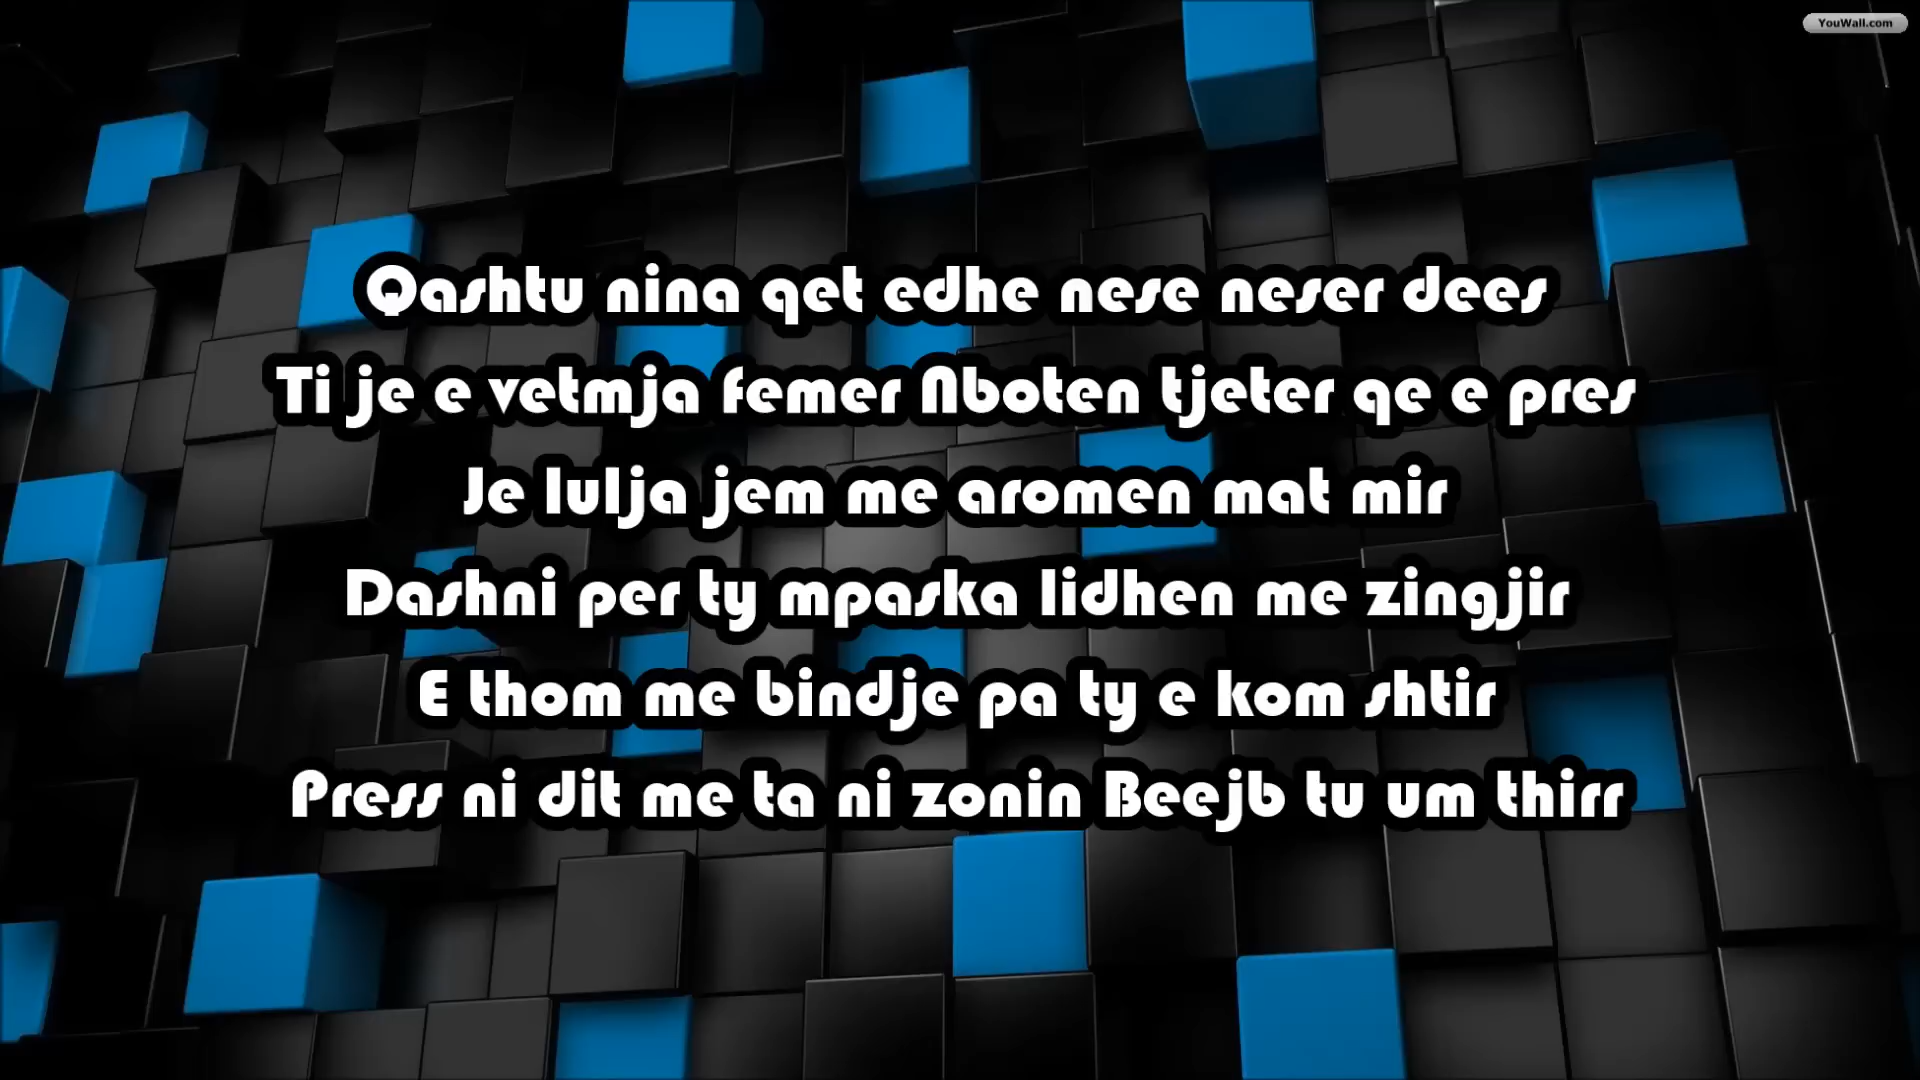 YouWall.com
Qashtu nina qet edhe nese neser dees
Ti je e vetmja femer Nboten tjeter qe e pres
Je lulja jem me aromen mat mir
Dashni per ty mpaska lidhen me zingjir
E thom me bindje pa ty e kom shtir
Press ni dit me ta ni zonin Beejb tu um thirr